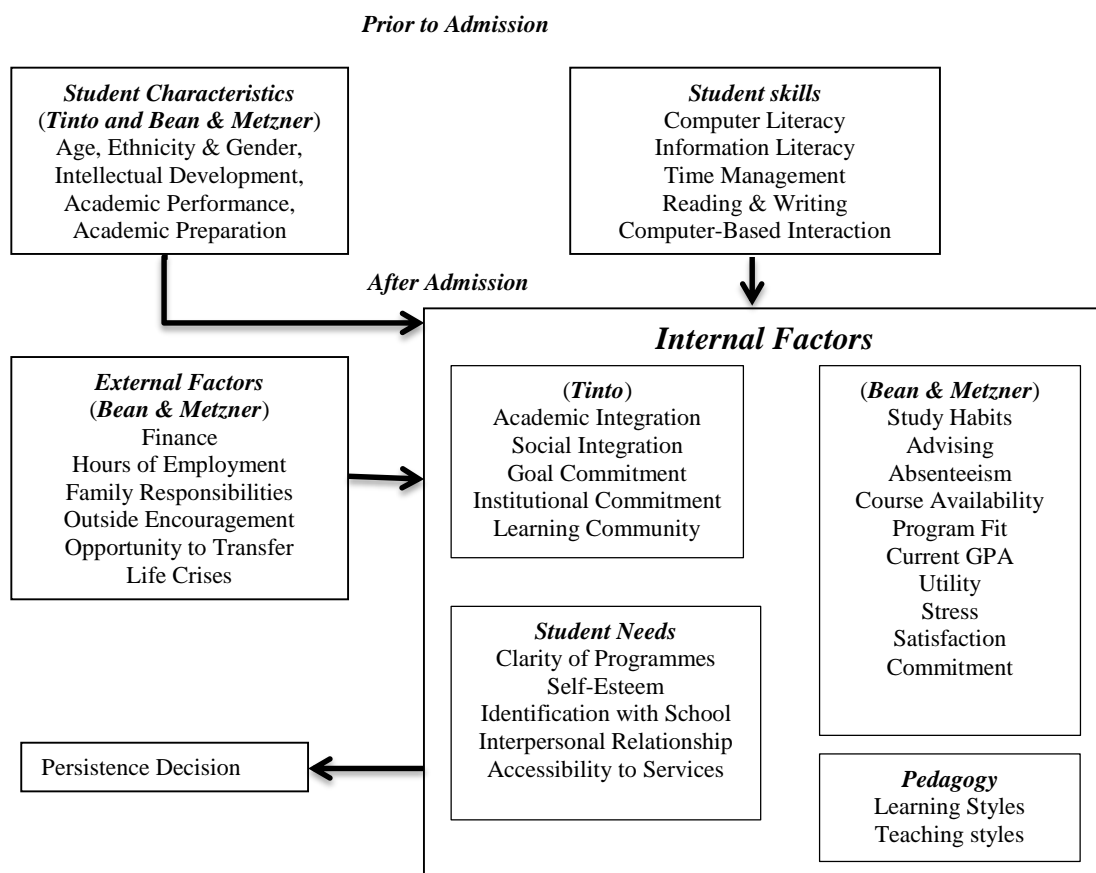 Prior to Admission
Student Characteristics
(Tinto and Bean & Metzner)
Age, Ethnicity & Gender,
Intellectual Development,
Academic Performance,
Academic Preparation
Student skills
Computer Literacy
Information Literacy
Time Management
Reading & Writing
Computer-Based Interaction
After Admission
External Factors
(Bean & Metzner)
Finance
Hours of Employment
Family Responsibilities
Outside Encouragement
Opportunity to Transfer
Life Crises
Internal Factors
(Tinto)
Academic Integration
Social Integration
Goal Commitment
Institutional Commitment
Learning Community
(Bean & Metzner)
Study Habits
Advising
Absenteeism
Course Availability
Program Fit
Current GPA
Utility
Stress
Satisfaction
Commitment
Student Needs
Clarity of Programmes
Self-Esteem
Identification with School
Interpersonal Relationship
Accessibility to Services
Pedagogy
Learning Styles
Teaching styles
Persistence Decision